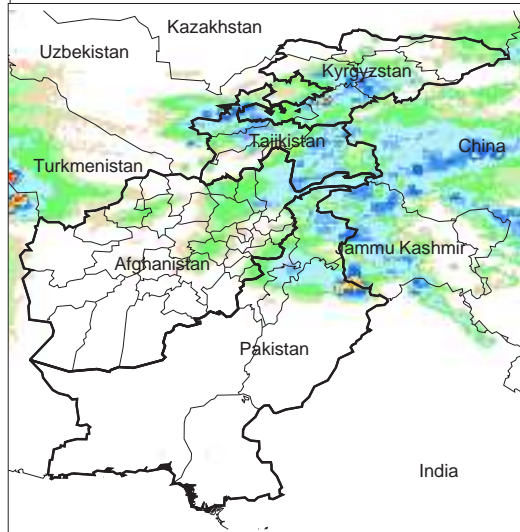 Kazakhstan
Uzbekistan
Kyrgyzstan
Tajikistan
China
Turkmenistan
Jammu Kashmir
Afghanistan
Pakistan
India